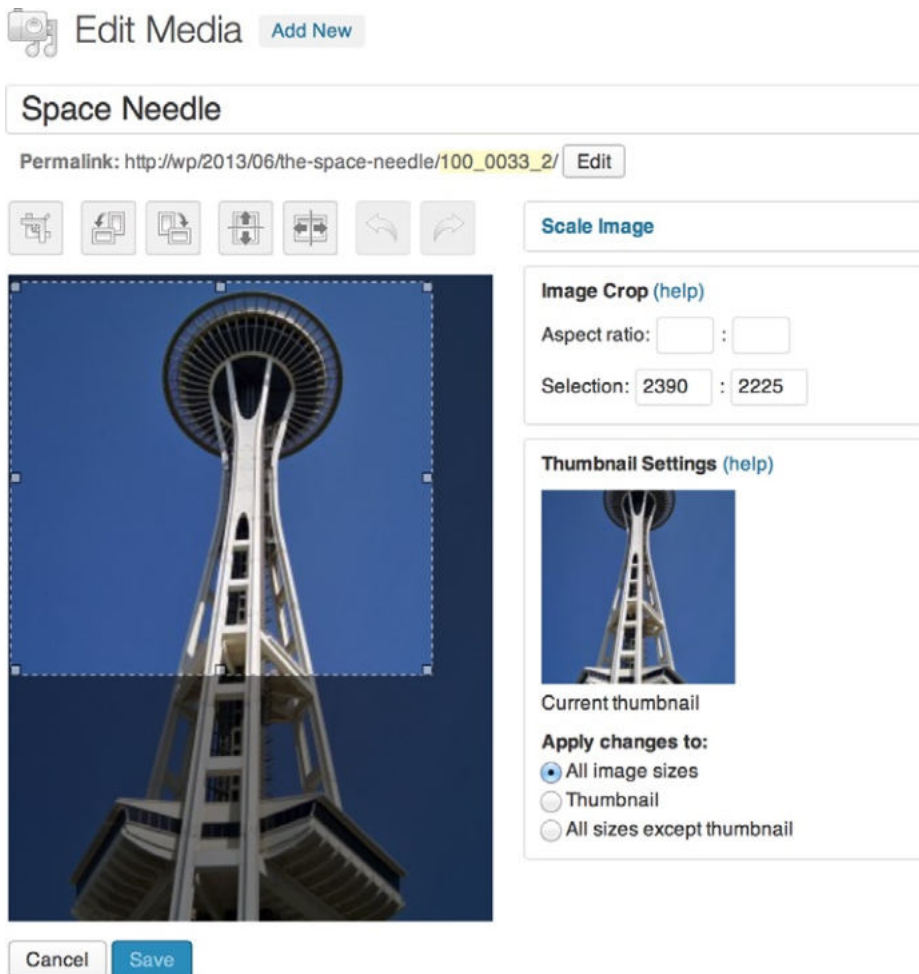 Edit Media Add New
Space Needle
Permalink: http://wp/2013/06/the-space-needle/100_0033_2/ Edit
Scale Image
Image Crop (help)
Aspect ratio: :
Selection: 2390 : 2225
Thumbnail Settings (help)
Current thumbnail
Apply changes to:
All image sizes
Thumbnail
All sizes except thumbnail
Cancel Save